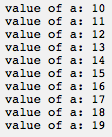 value of a: 10
value of a: 11
value of a: 12
value of a: 13
value of a: 14
value of a: 15
value of a: 16
value of a: 17
value of a: 18
value of a: 19